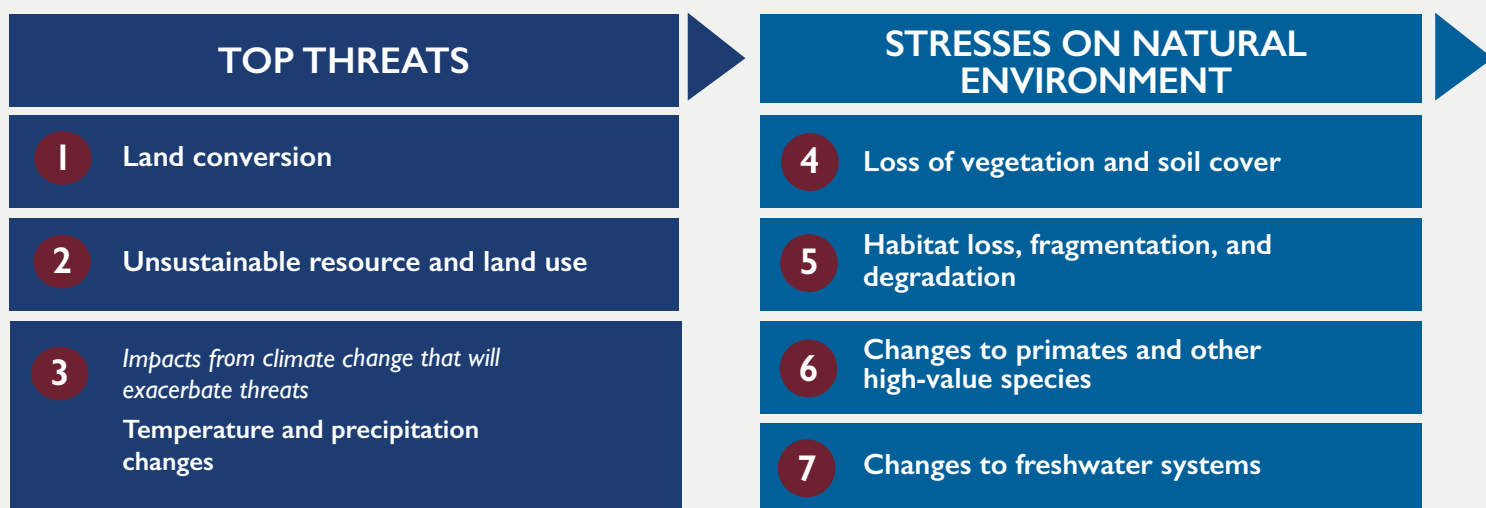 TOP THREATS
1 Land conversion
2 Unsustainable resource and land use
3 Impacts from climate change that will
exacerbate threats
Temperature and precipitation
changes
STRESSES ON NATURAL
ENVIRONMENT
4 Loss of vegetation and soil cover
5 Habitat loss, fragmentation, and
degradation
6 Changes to primates and other
high-value species
7 Changes to freshwater systems